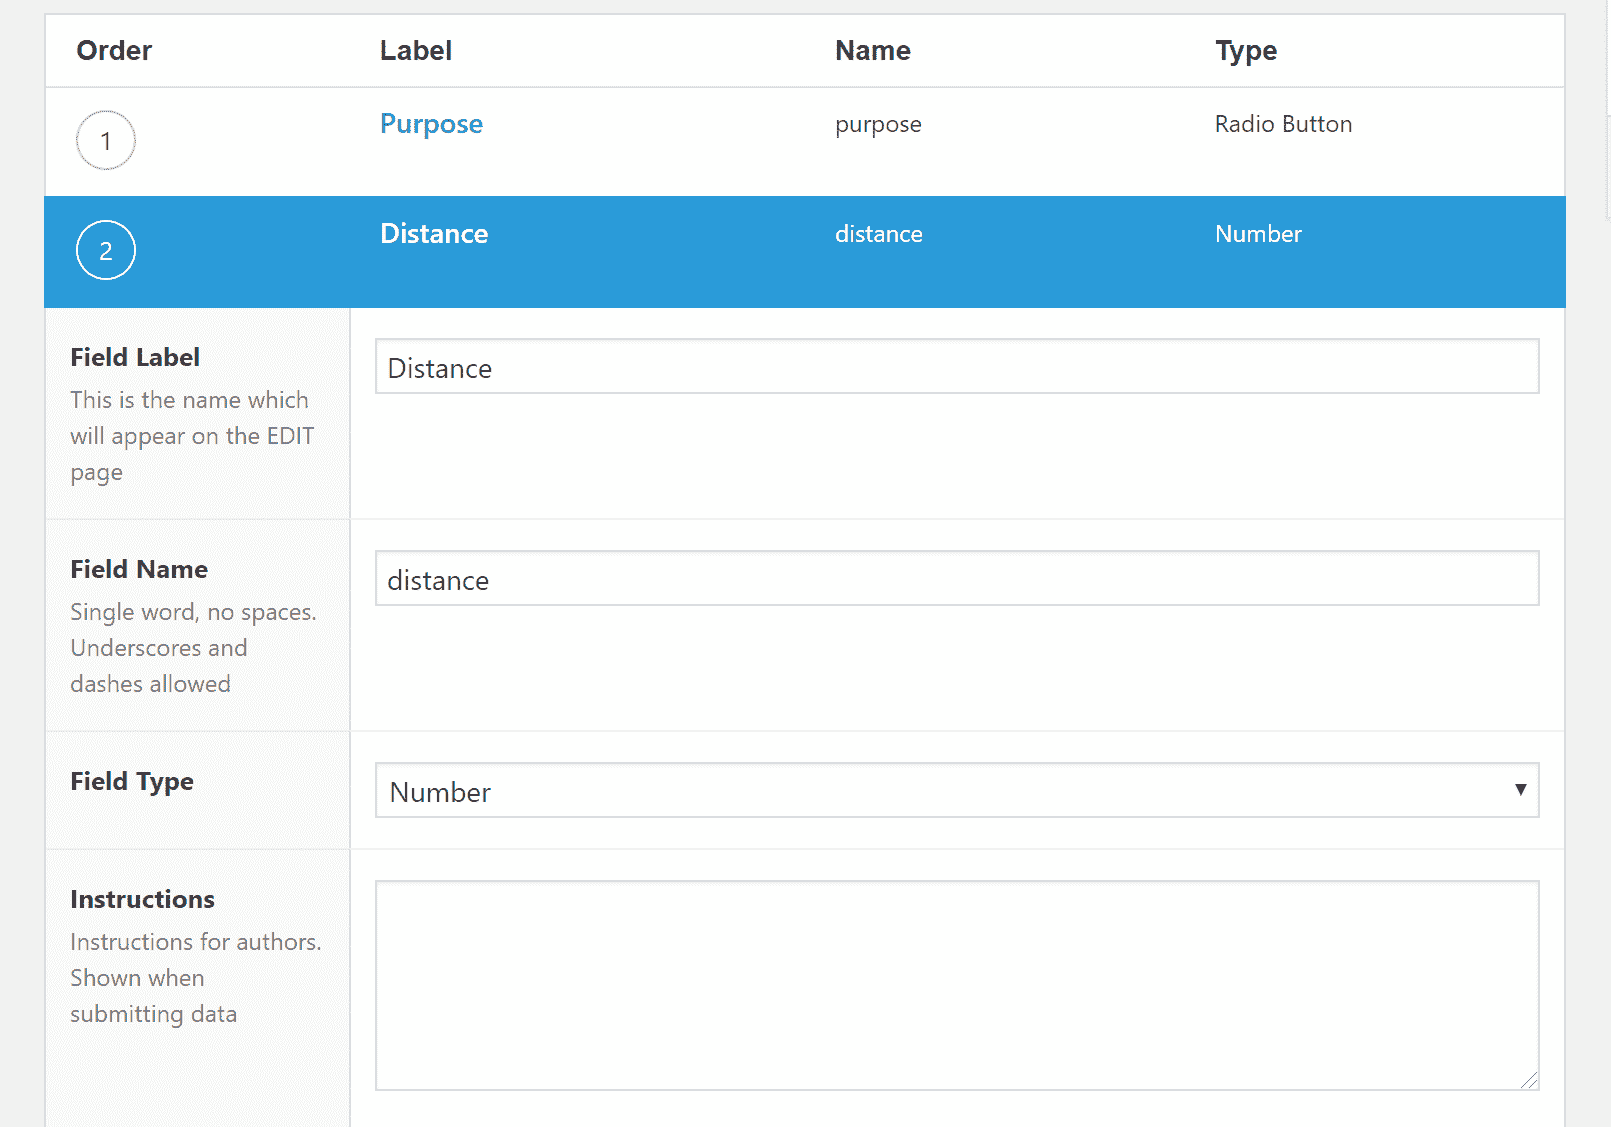 Order Label Name Type
1 Purpose purpose Radio Button
2 Distance distance Number
Field Label
This is the name which
will appear on the EDIT
page
Distance
Field Name
Single word, no spaces.
Underscores and
dashes allowed
distance
Field Type
Number
Instructions
Instructions for authors.
Shown when
submitting data